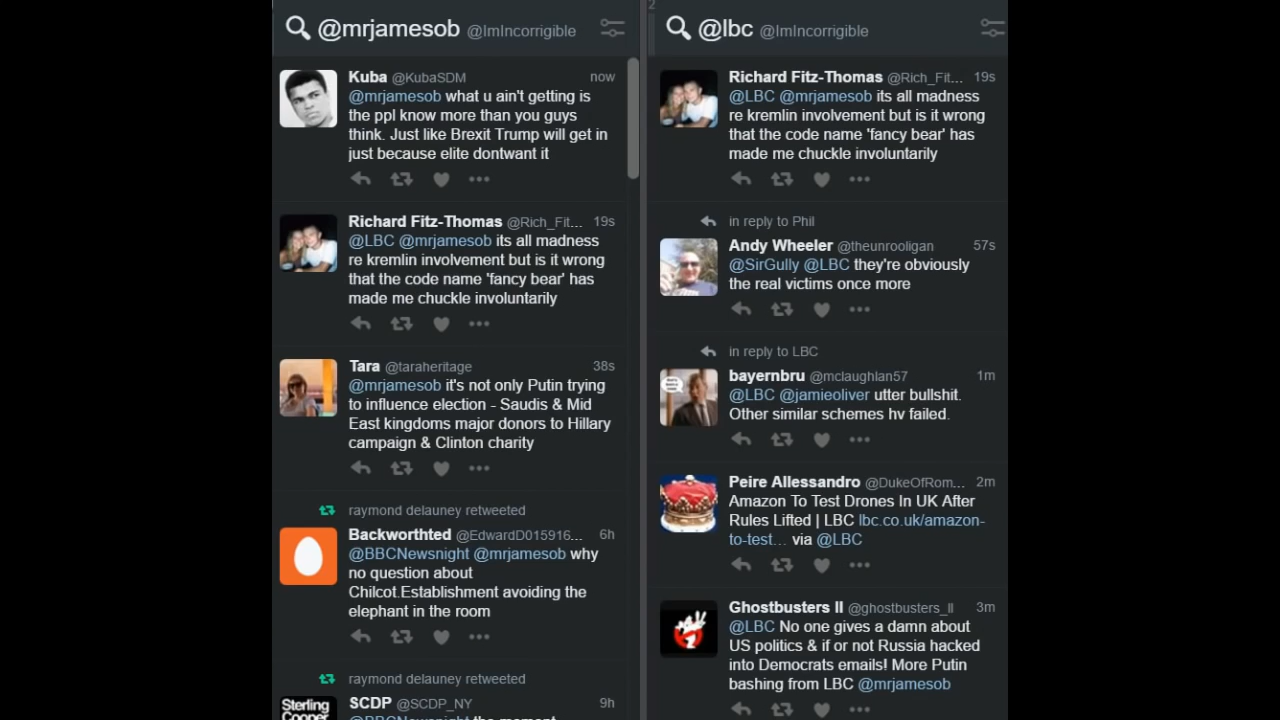 @mrjamesob @ImIncorrigible
Kuba @KubaSDM now
@mrjamesob what u ain't getting is
the ppl know more than you guys
think. Just like Brexit Trump will get in
just because elite dontwant it
Richard Fitz-Thomas @Rich_Fit... 19s
@LBC @mrjamesob its all madness
re kremlin involvement but is it wrong
that the code name 'fancy bear' has
made me chuckle involuntarily
Tara @taraheritage 38s
@mrjamesob it's not only Putin trying
to influence election - Saudis & Mid
East kingdoms major donors to Hillary
campaign & Clinton charity
raymond delauney retweeted
Backworthted @EdwardD015916... 6h
@BBCNewsnight @mrjamesob why
no question about
Chilcot.Establishment avoiding the
elephant in the room
raymond delauney retweeted
Sterling
Cooper
SCDP @SCDP_NY 9h
@BBCNewsnight the moment
2
@lbc @ImIncorrigible
Richard Fitz-Thomas @Rich_Fit... 19s
@LBC @mrjamesob its all madness
re kremlin involvement but is it wrong
that the code name 'fancy bear' has
made me chuckle involuntarily
in reply to Phil
Andy Wheeler @theunrooligan 57s
@SirGully @LBC they're obviously
the real victims once more
in reply to LBC
bayernbru @mclaughlan57 1m
@LBC @jamieoliver utter bullshit.
Other similar schemes hv failed.
Peire Allessandro @DukeOfRom... 2m
Amazon To Test Drones In UK After
Rules Lifted | LBC lbc.co.uk/amazon-
to-test... via @LBC
Ghostbusters II @ghostbusters_II 3m
@LBC No one gives a damn about
US politics & if or not Russia hacked
into Democrats emails! More Putin
bashing from LBC @mrjamesob